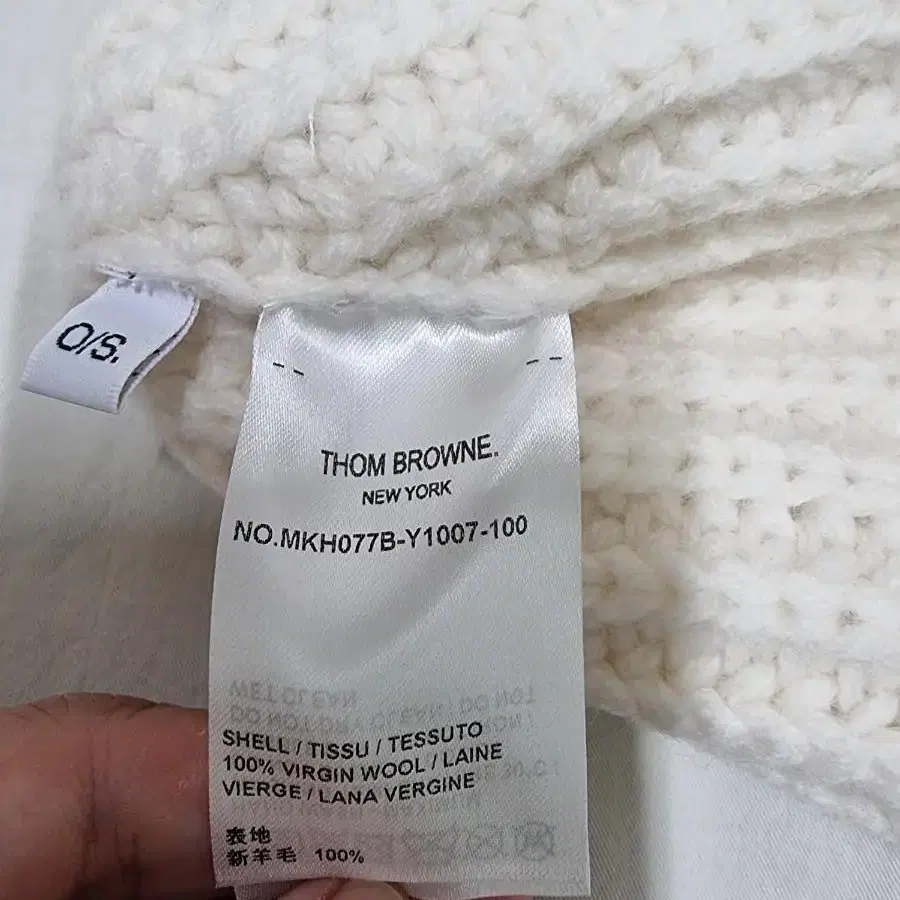 O/S.
THOM BROWNE.
NEW YORK
NO.MKH077B-Y1007-100
SHELL / TISSU / TESSUTO
100% VIRGIN WOOL / LAINE
VIERGE / LANA VERGINE
表地
新羊毛 100%